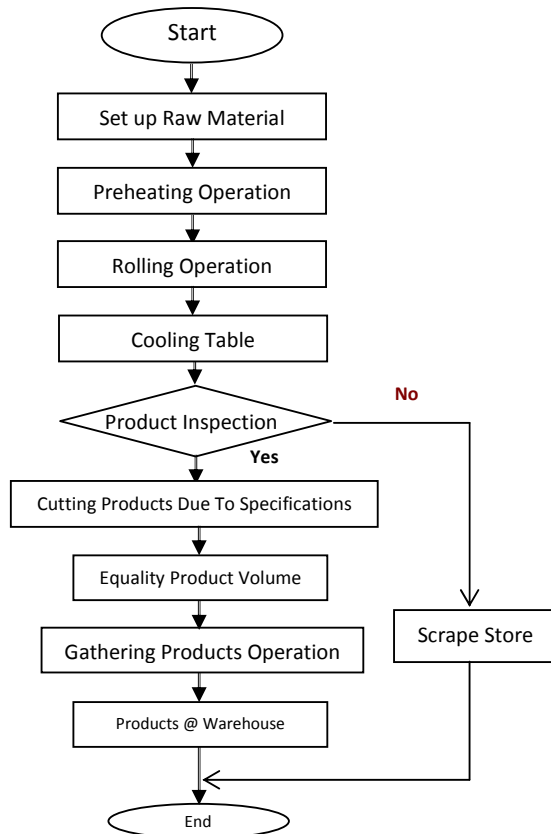 Start
Set up Raw Material
Preheating Operation
Rolling Operation
Cooling Table
No
Product Inspection
Yes
Cutting Products Due To Specifications
Equality Product Volume
Scrape Store
Gathering Products Operation
Products @ Warehouse
End